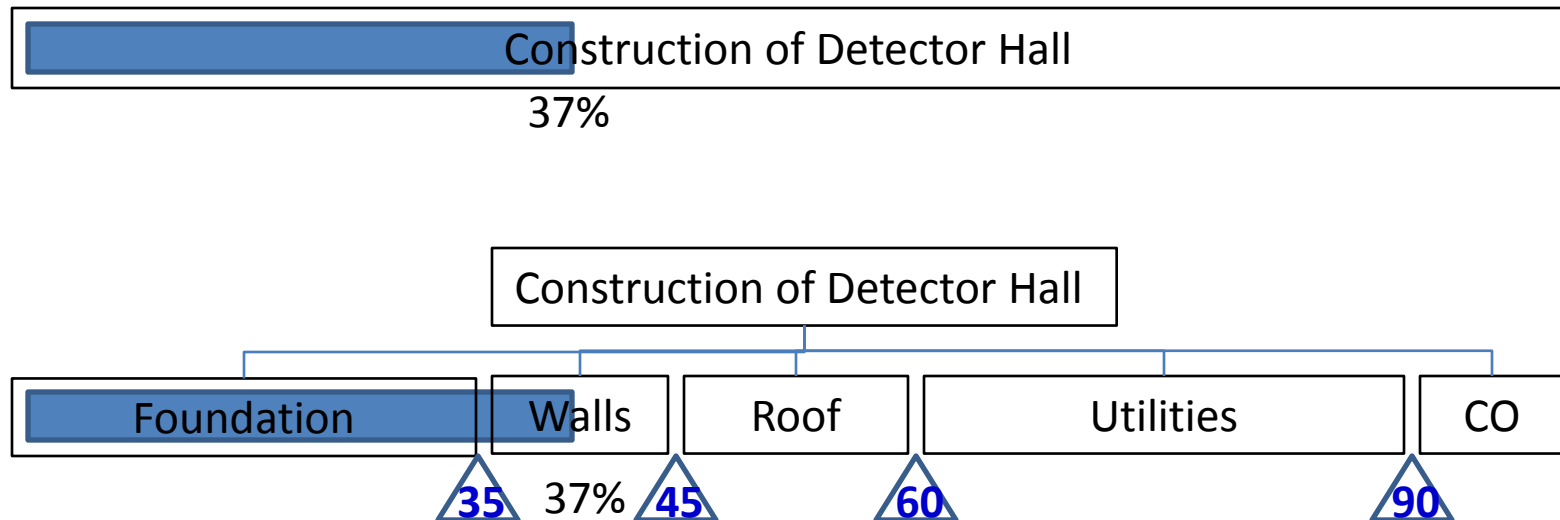 Construction of Detector Hall
37%
Construction of Detector Hall
Foundation Walls Roof Utilities CO
35 37% 45 60 90